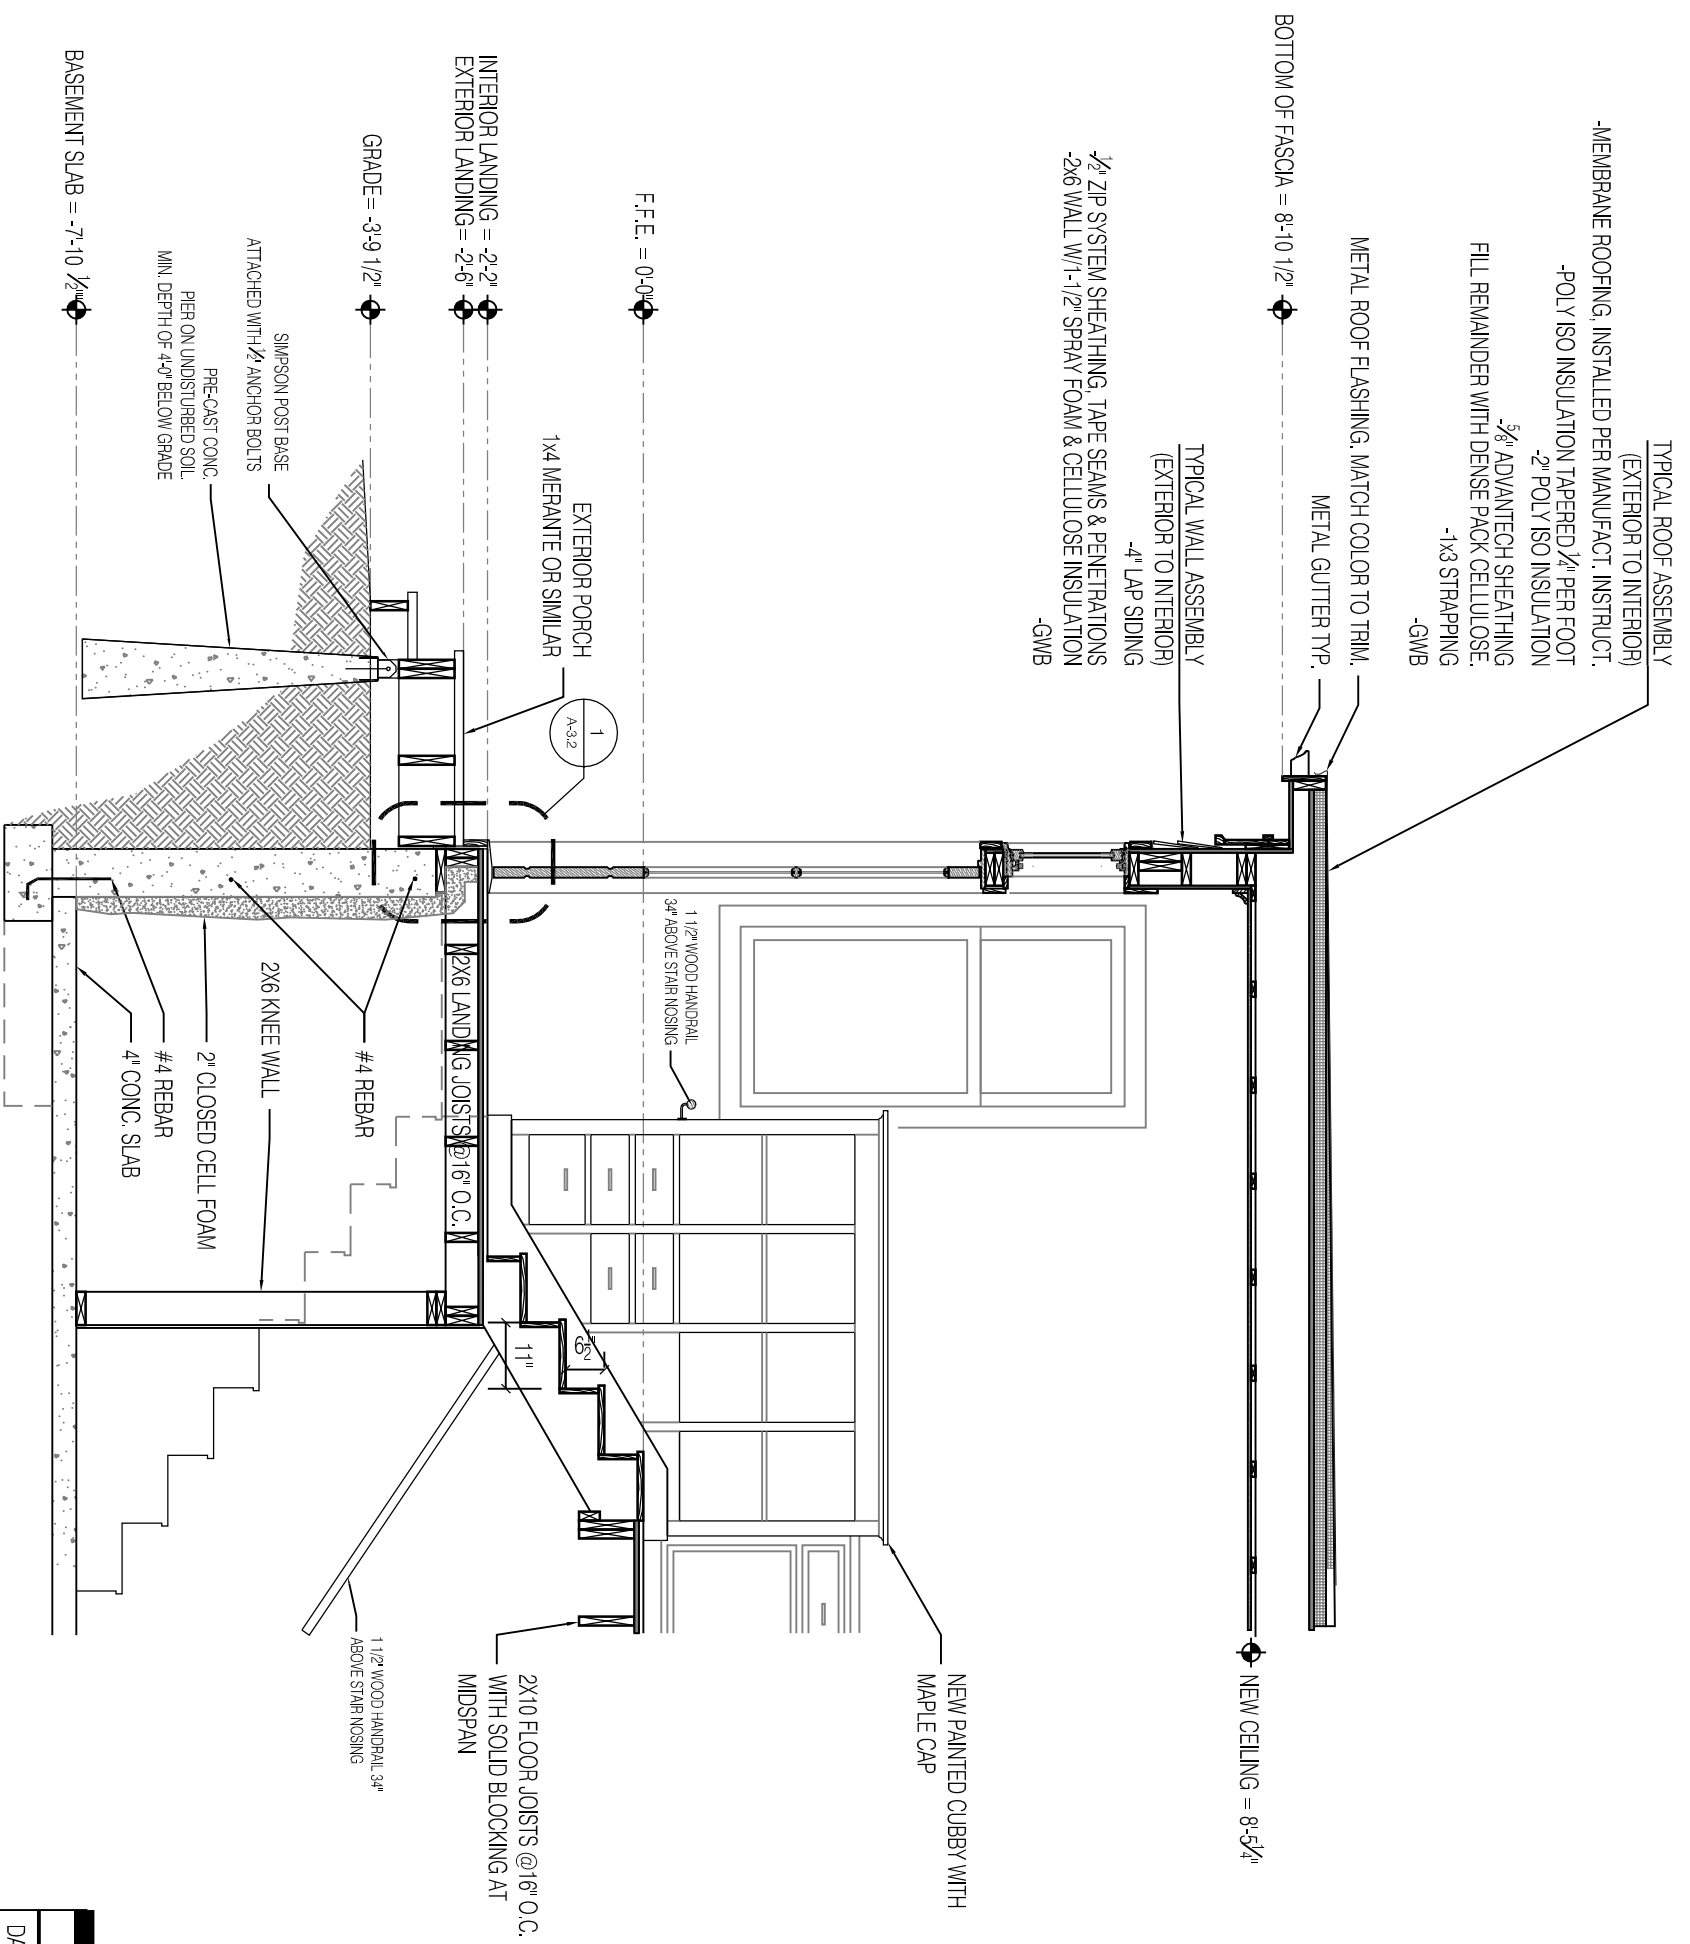 TYPICAL ROOF ASSEMBLY
(EXTERIOR TO INTERIOR)
-MEMBRANE ROOFING, INSTALLED PER MANUFACT. INSTRUCT.
-POLY ISO INSULATION TAPERED 1/4" PER FOOT
-2" POLY ISO INSULATION
-5/8" ADVANTECH SHEATHING
FILL REMAINDER WITH DENSE PACK CELLULOSE.
-1x3 STRAPPING
-GWB
METAL ROOF FLASHING. MATCH COLOR TO TRIM.
METAL GUTTER TYP.
BOTTOM OF FASCIA = 8'-10 1/2"
NEW CEILING = 8'-5 1/4"
TYPICAL WALL ASSEMBLY
(EXTERIOR TO INTERIOR)
-4" LAP SIDING
-1/2" ZIP SYSTEM SHEATHING, TAPE SEAMS & PENETRATIONS
-2x6 WALL W/1-1/2" SPRAY FOAM & CELLULOSE INSULATION
-GWB
NEW PAINTED CUBBY WITH
MAPLE CAP
1 1/2" WOOD HANDRAIL
34" ABOVE STAIR NOSING
F.F.E. = 0'-0"
1
A-3.2
EXTERIOR PORCH
1x4 MERANTE OR SIMILAR
6 1/2"
11"
2X10 FLOOR JOISTS @16" O.C.
WITH SOLID BLOCKING AT
MIDSPAN
INTERIOR LANDING = -2'-2"
EXTERIOR LANDING= -2'-6"
2X6 LANDING JOISTS @16" O.C.
GRADE= -3'-9 1/2"
#4 REBAR
1 1/2" WOOD HANDRAIL 34"
ABOVE STAIR NOSING
SIMPSON POST BASE
ATTACHED WITH 1/2" ANCHOR BOLTS
2X6 KNEE WALL
PRE-CAST CONC.
PIER ON UNDISTURBED SOIL.
MIN. DEPTH OF 4'-0" BELOW GRADE
2" CLOSED CELL FOAM
#4 REBAR
4" CONC. SLAB
BASEMENT SLAB = -7'-10 1/2"